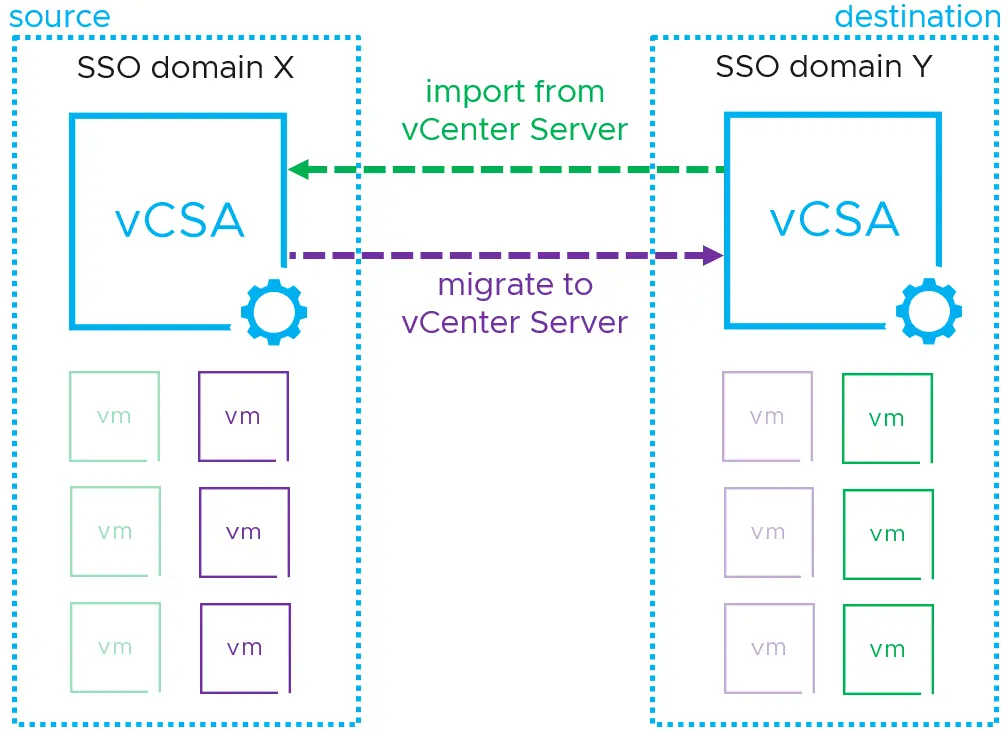 source
destination
SSO domain X
SSO domain Y
import from
vCenter Server
vCSA
vCSA
migrate to
vCenter Server
vm
vm
vm
vm
vm
vm
vm
vm
vm
vm
vm
vm